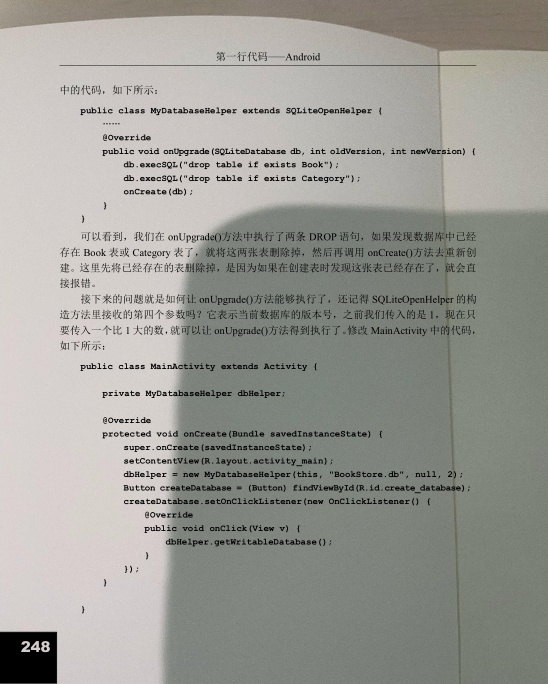 第一行代码——Android
中的代码，如下所示：
public class MyDatabaseHelper extends SQLiteOpenHelper {
……
@Override
public void onUpgrade(SQLiteDatabase db, int oldVersion, int newVersion) {
db.execSQL("drop table if exists Book");
db.execSQL("drop table if exists Category");
onCreate(db);
}
}
可以看到，我们在 onUpgrade()方法中执行了两条 DROP 语句，如果发现数据库中已经
存在 Book 表或 Category 表了，就将这两张表删除掉，然后再调用 onCreate()方法去重新创
建。这里先将已经存在的表删除掉，是因为如果在创建表时发现这张表已经存在了，就会直
接报错。
接下来的问题就是如何让 onUpgrade()方法能够执行了，还记得 SQLiteOpenHelper 的构
造方法里接收的第四个参数吗？它表示当前数据库的版本号，之前我们传入的是 1，现在只
要传入一个比 1 大的数，就可以让 onUpgrade()方法得到执行了。修改 MainActivity 中的代码，
如下所示：
public class MainActivity extends Activity {
private MyDatabaseHelper dbHelper;
@Override
protected void onCreate(Bundle savedInstanceState) {
super.onCreate(savedInstanceState);
setContentView(R.layout.activity_main);
dbHelper = new MyDatabaseHelper(this, "BookStore.db", null, 2);
Button createDatabase = (Button) findViewById(R.id.create_database);
createDatabase.setOnClickListener(new OnClickListener() {
@Override
public void onClick(View v) {
dbHelper.getWritableDatabase();
}
});
}
}
248